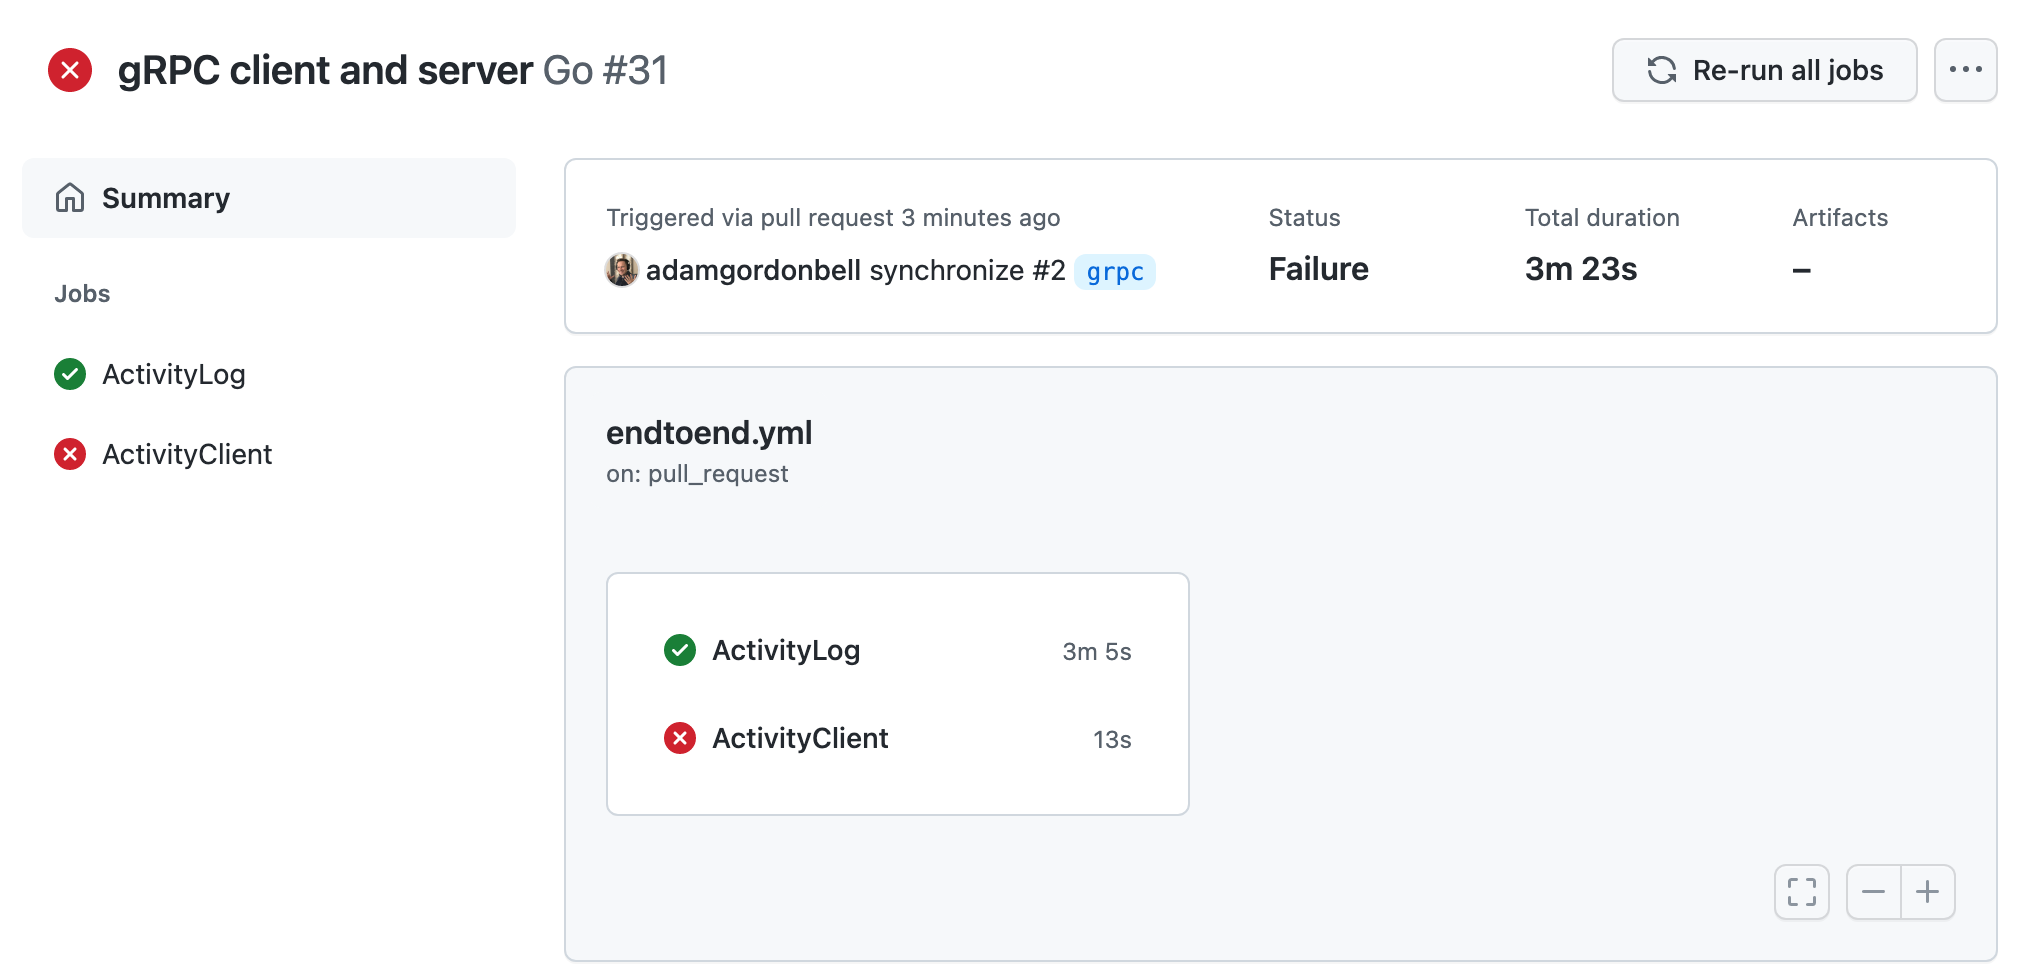 gRPC client and server Go #31
Re-run all jobs
Summary
Jobs
ActivityLog
ActivityClient
Triggered via pull request 3 minutes ago
adamgordonbell synchronize #2 grpc
Status
Failure
Total duration
3m 23s
Artifacts
–
endtoend.yml
on: pull_request
ActivityLog 3m 5s
ActivityClient 13s